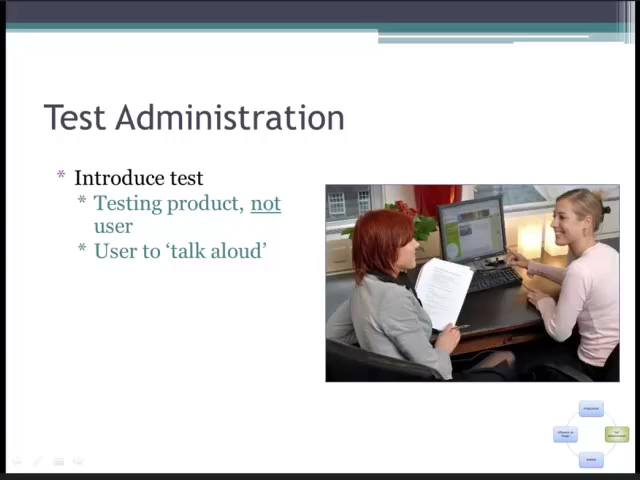 Test Administration
* Introduce test
* Testing product, not
user
* User to ‘talk aloud’